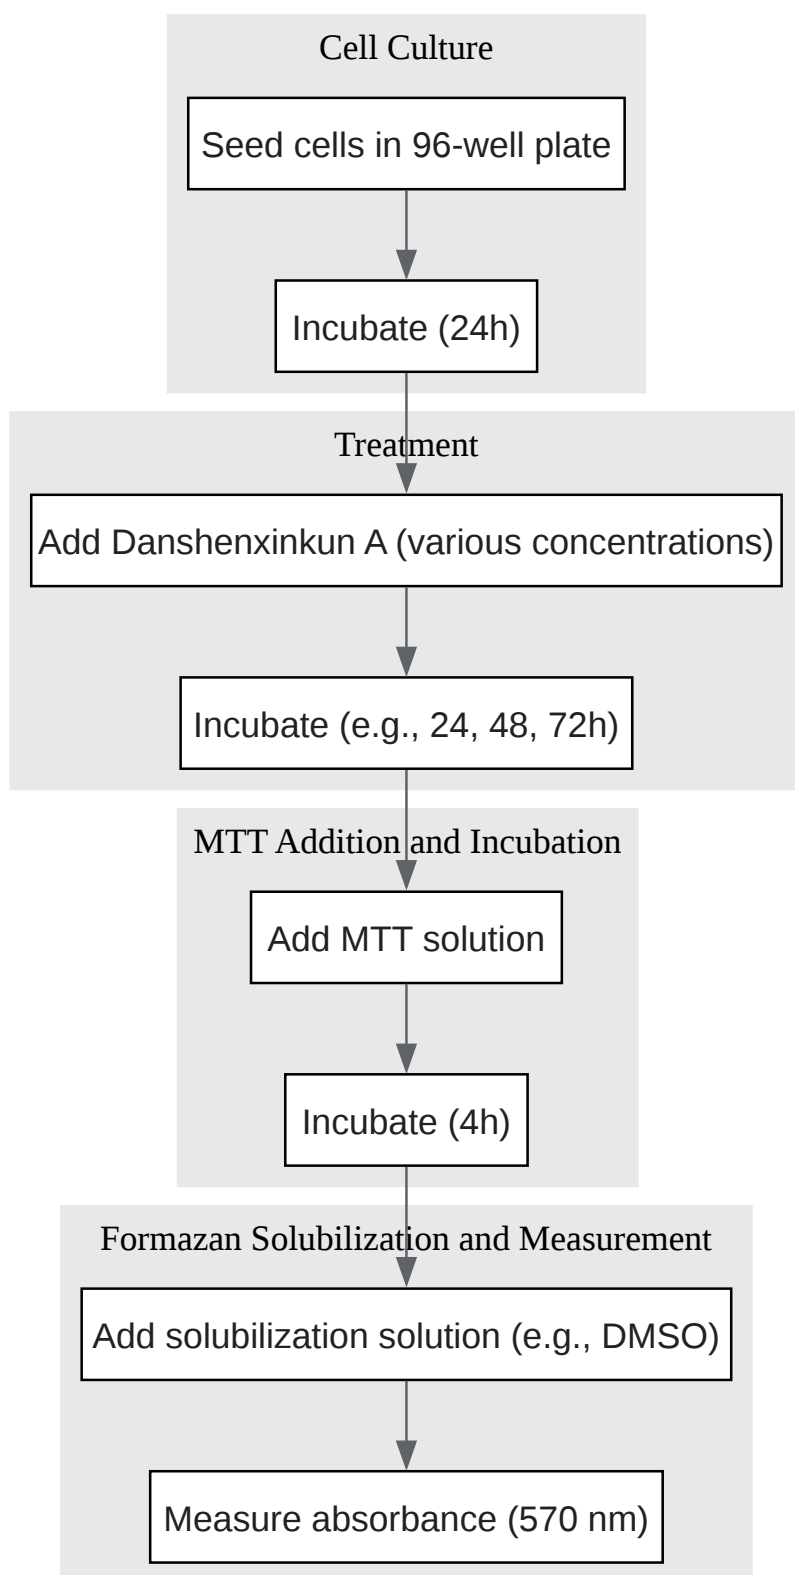 Cell Culture
Seed cells in 96-well plate
Incubate (24h)
Treatment
Add Danshenxinkun A (various concentrations)
Incubate (e.g., 24, 48, 72h)
MTT Addition and Incubation
Add MTT solution
Incubate (4h)
Formazan Solubilization and Measurement
Add solubilization solution (e.g., DMSO)
Measure absorbance (570 nm)